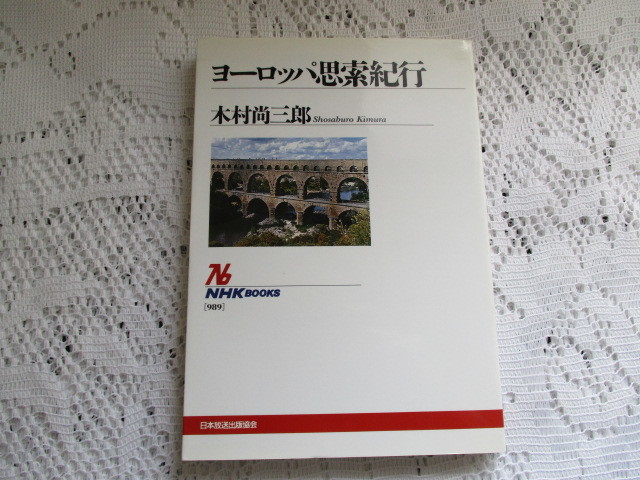 ヨーロッパ思索紀行
木村尚三郎 Shosaburo Kimura
NHK BOOKS
[989]
日本放送出版協会